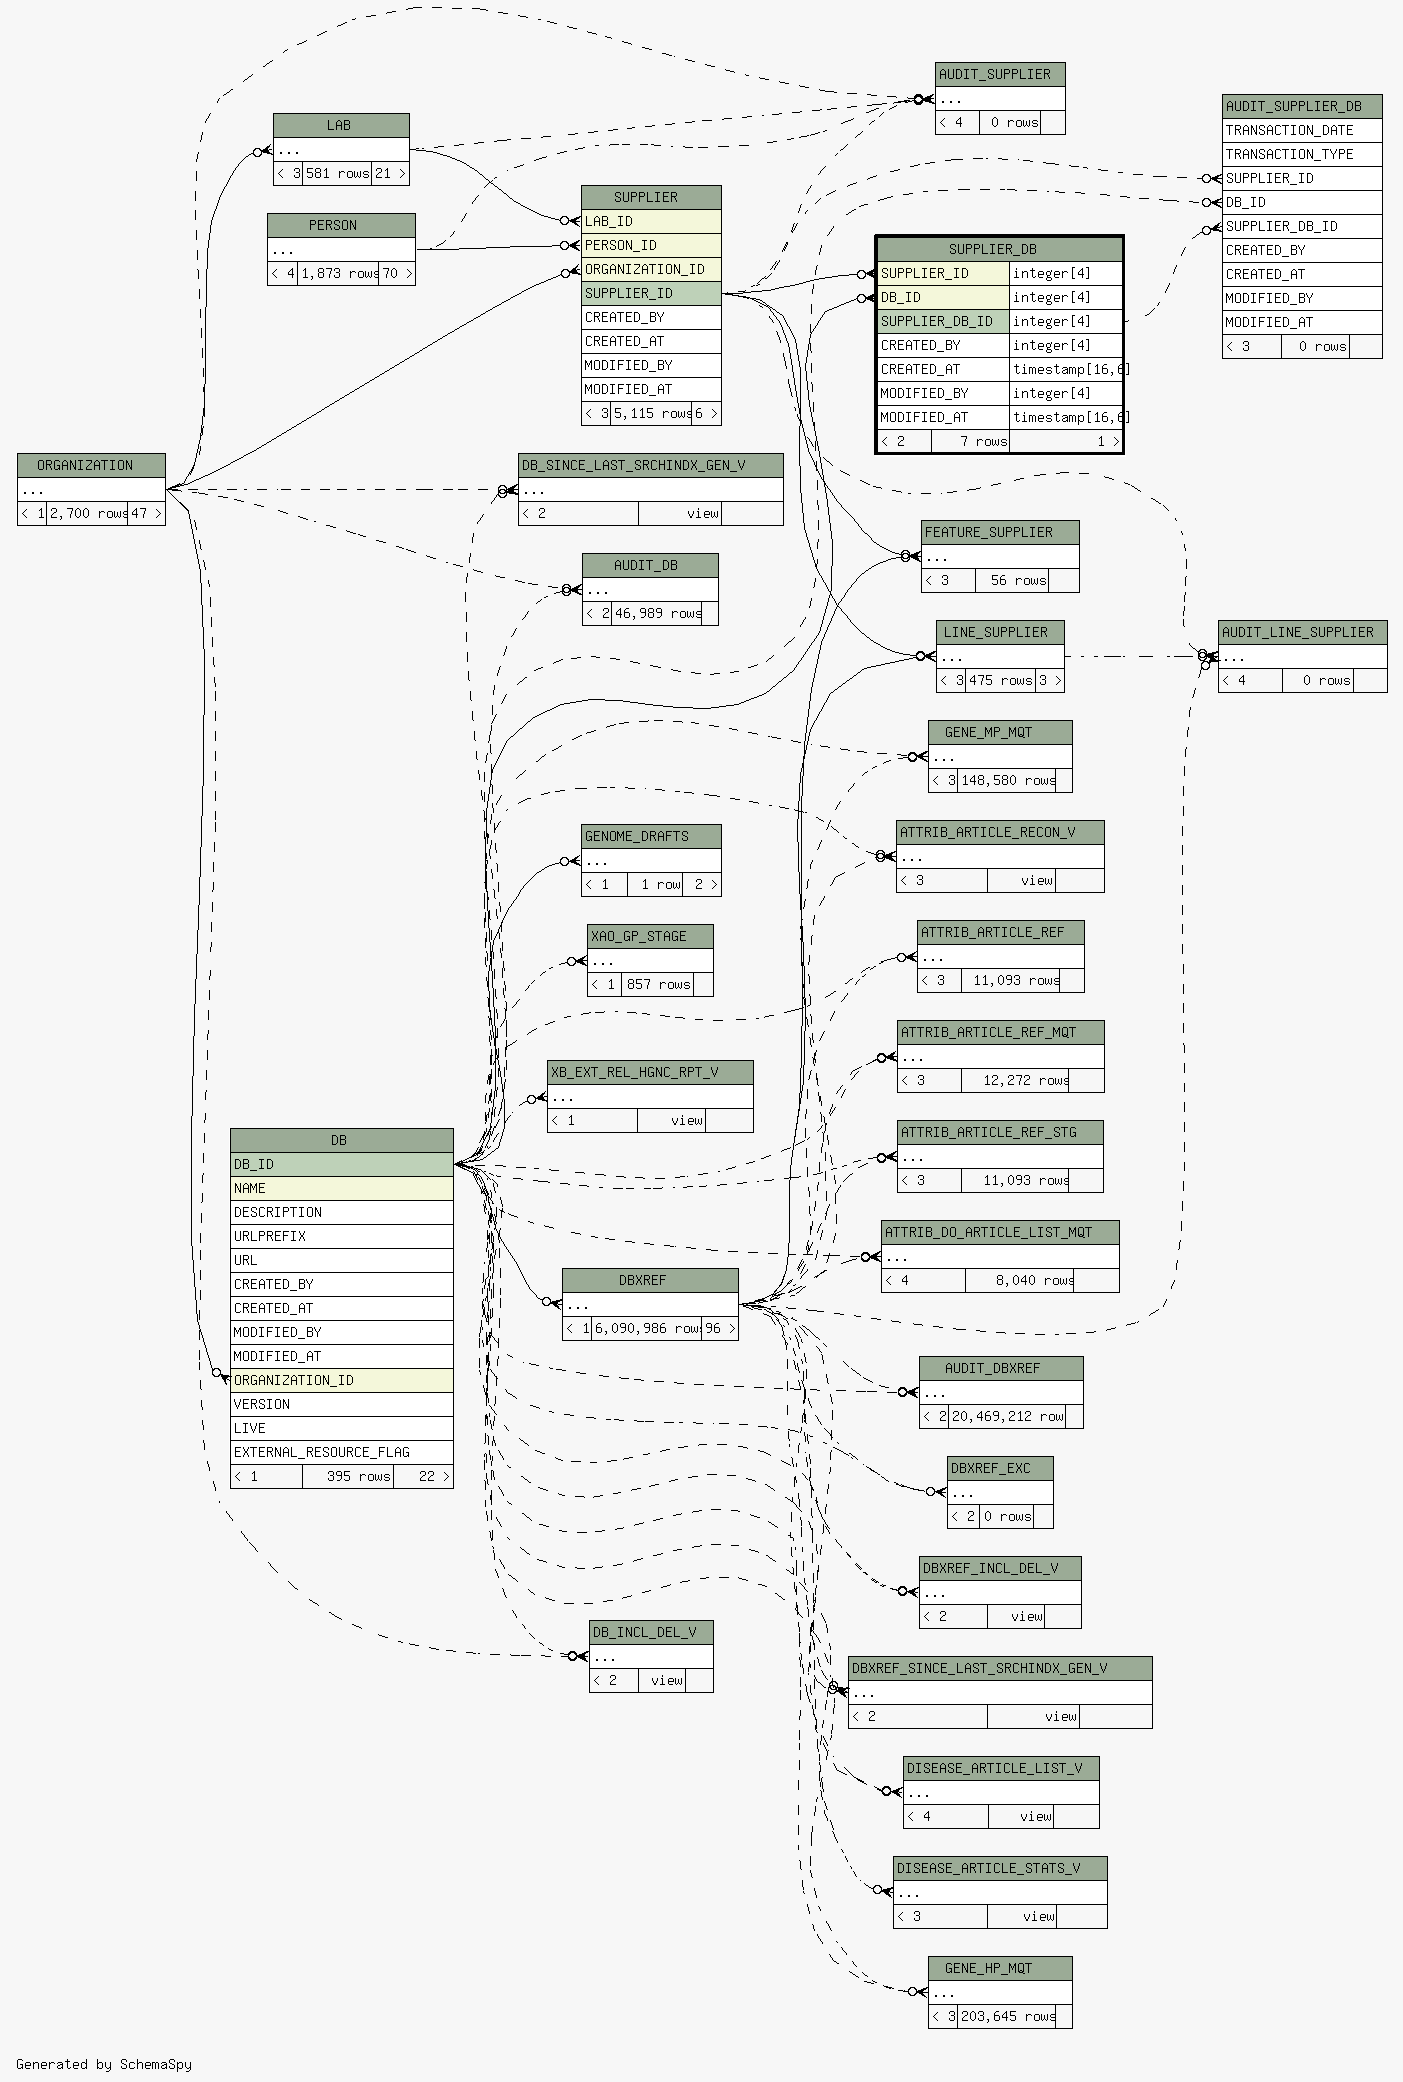 AUDIT_SUPPLIER
...
< 4 0 rows
AUDIT_SUPPLIER_DB
TRANSACTION_DATE
TRANSACTION_TYPE
SUPPLIER_ID
DB_ID
SUPPLIER_DB_ID
CREATED_BY
CREATED_AT
MODIFIED_BY
MODIFIED_AT
< 3 0 rows
LAB
...
< 3 581 rows 21 >
PERSON
...
< 4 1,873 rows 70 >
SUPPLIER
LAB_ID
PERSON_ID
ORGANIZATION_ID
SUPPLIER_ID
CREATED_BY
CREATED_AT
MODIFIED_BY
MODIFIED_AT
< 3 5,115 rows 6 >
SUPPLIER_DB
SUPPLIER_ID integer[4]
DB_ID integer[4]
SUPPLIER_DB_ID integer[4]
CREATED_BY integer[4]
CREATED_AT timestamp[16,6]
MODIFIED_BY integer[4]
MODIFIED_AT timestamp[16,6]
< 2 7 rows 1 >
ORGANIZATION
...
< 1 2,700 rows 47 >
DB_SINCE_LAST_SRCHINDX_GEN_V
...
< 2 view
AUDIT_DB
...
< 2 46,989 rows
FEATURE_SUPPLIER
...
< 3 56 rows
LINE_SUPPLIER
...
< 3 475 rows 3 >
AUDIT_LINE_SUPPLIER
...
< 4 0 rows
GENE_MP_MQT
...
< 3 148,580 rows
GENOME_DRAFTS
...
< 1 1 row 2 >
ATTRIB_ARTICLE_RECON_V
...
< 3 view
XAO_GP_STAGE
...
< 1 857 rows
ATTRIB_ARTICLE_REF
...
< 3 11,093 rows
ATTRIB_ARTICLE_REF_MQT
...
< 3 12,272 rows
XB_EXT_REL_HGNC_RPT_V
...
< 1 view
ATTRIB_ARTICLE_REF_STG
...
< 3 11,093 rows
DB
DB_ID
NAME
DESCRIPTION
URLPREFIX
URL
CREATED_BY
CREATED_AT
MODIFIED_BY
MODIFIED_AT
ORGANIZATION_ID
VERSION
LIVE
EXTERNAL_RESOURCE_FLAG
< 1 395 rows 22 >
ATTRIB_DO_ARTICLE_LIST_MQT
...
< 4 8,040 rows
DBXREF
...
< 1 6,090,986 rows 96 >
AUDIT_DBXREF
...
< 2 20,469,212 row
DBXREF_EXC
...
< 2 0 rows
DBXREF_INCL_DEL_V
...
< 2 view
DB_INCL_DEL_V
...
< 2 view
DBXREF_SINCE_LAST_SRCHINDX_GEN_V
...
< 2 view
DISEASE_ARTICLE_LIST_V
...
< 4 view
DISEASE_ARTICLE_STATS_V
...
< 3 view
GENE_HP_MQT
...
< 3 203,645 rows
Generated by SchemaSpy